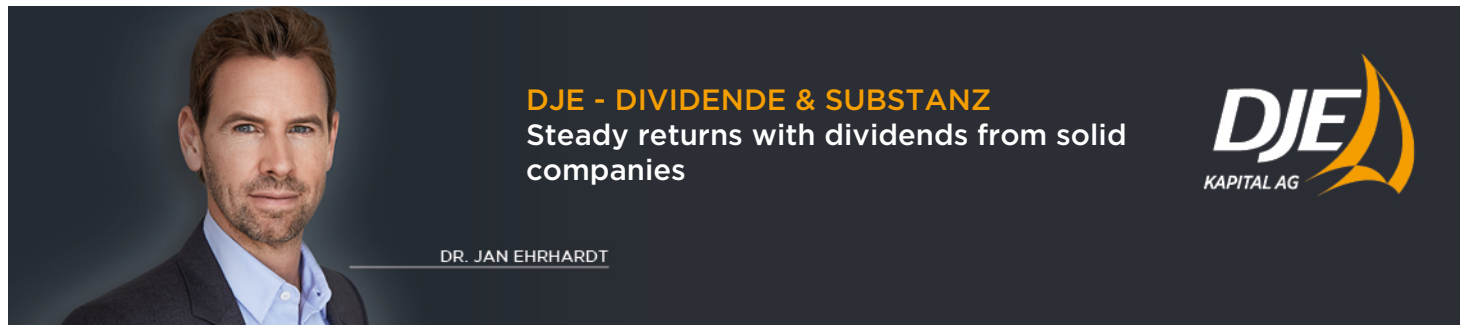 DJE - DIVIDENDE & SUBSTANZ
Steady returns with dividends from solid
companies
DJE
KAPITAL AG
DR. JAN EHRHARDT